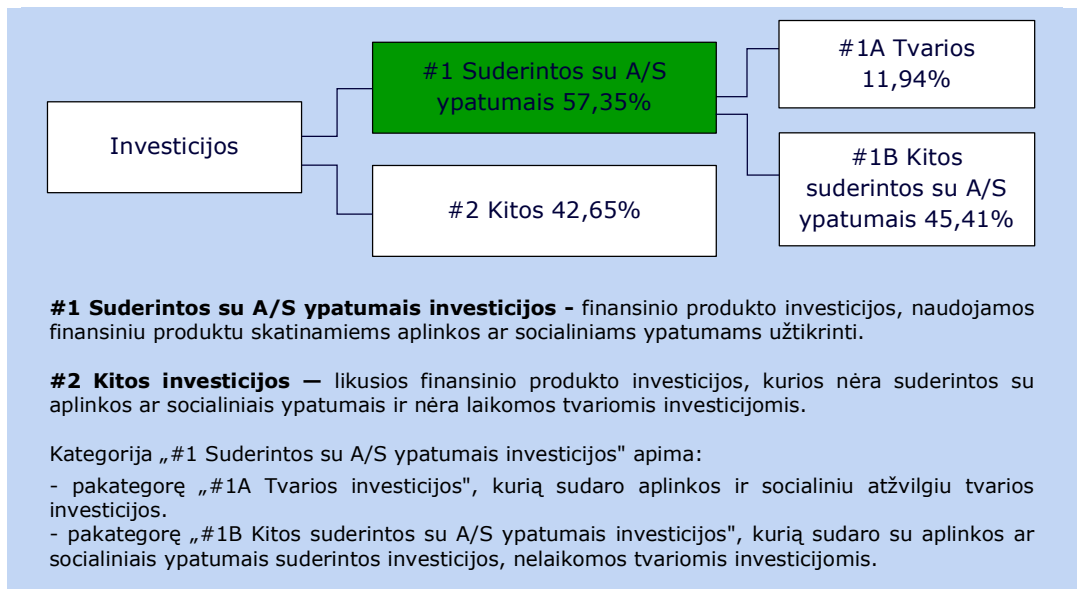 Investicijos
#1 Suderintos su A/S
ypatumais 57,35%
#2 Kitos 42,65%
#1A Tvarios
11,94%
#1B Kitos
suderintos su A/S
ypatumais 45,41%
#1 Suderintos su A/S ypatumais investicijos - finansinio produkto investicijos, naudojamos
finansiniu produktu skatinamiems aplinkos ar socialiniams ypatumams užtikrinti.
#2 Kitos investicijos — likusios finansinio produkto investicijos, kurios nėra suderintos su
aplinkos ar socialiniais ypatumais ir nėra laikomos tvariomis investicijomis.
Kategorija „#1 Suderintos su A/S ypatumais investicijos" apima:
- pakategorę „#1A Tvarios investicijos", kurią sudaro aplinkos ir socialiniu atžvilgiu tvarios
investicijos.
- pakategorę „#1B Kitos suderintos su A/S ypatumais investicijos", kurią sudaro su aplinkos ar
socialiniais ypatumais suderintos investicijos, nelaikomos tvariomis investicijomis.